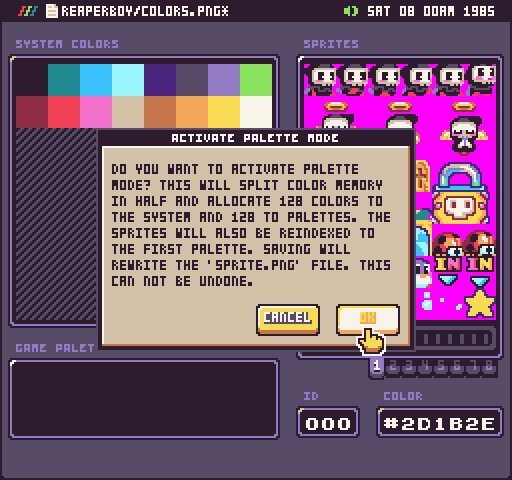 REAPERBOY/COLORS.PNG※ SAT 08 00AM 1985
SYSTEM COLORS
SPRITES
ACTIVATE PALETTE MODE
DO YOU WANT TO ACTIVATE PALETTE
MODE? THIS WILL SPLIT COLOR MEMORY
IN HALF AND ALLOCATE 128 COLORS TO
THE SYSTEM AND 128 TO PALETTES. THE
SPRITES WILL ALSO BE REINDEXED TO
THE FIRST PALETTE. SAVING WILL
REWRITE THE 'SPRITE.PNG' FILE. THIS
CAN NOT BE UNDONE.
CANCEL OK
GAME PALET
1 2 3 4 5 6 7 8
ID COLOR
000 #2D1B2E